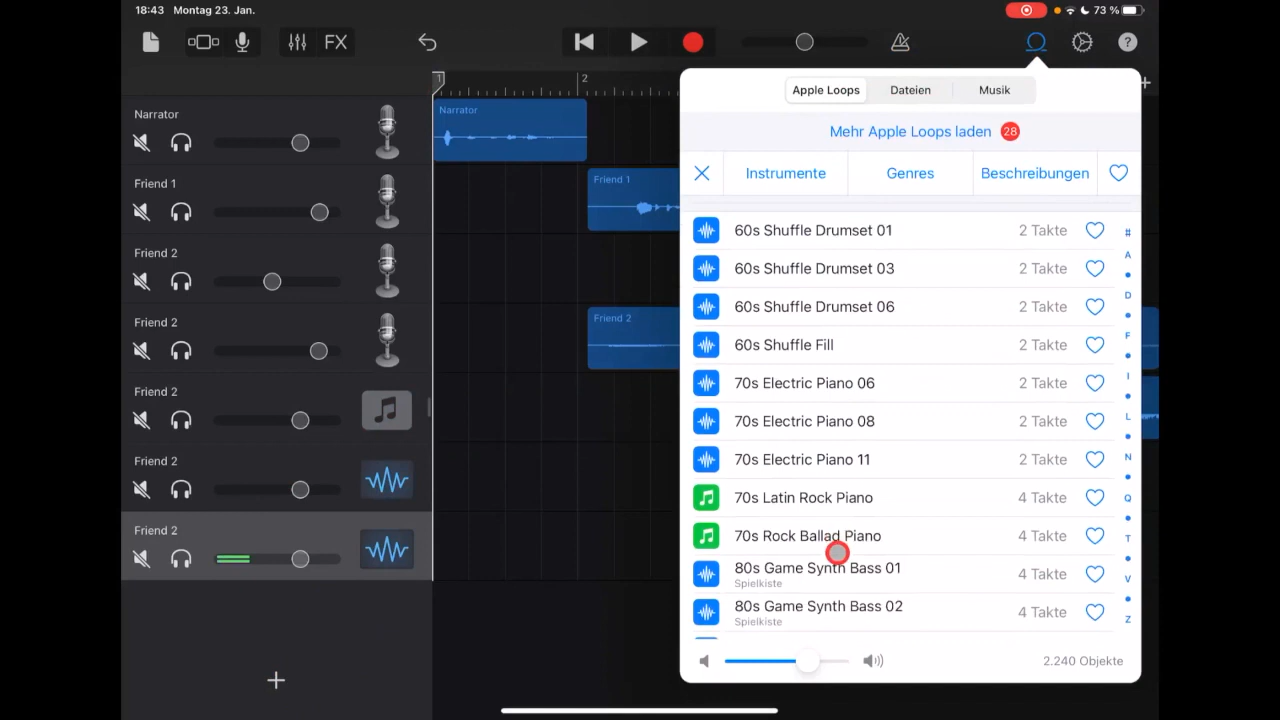 18:43 Montag 23. Jan.
73 %
FX
?
1
2
Apple Loops
Dateien
Musik
Mehr Apple Loops laden 28
Instrumente
Genres
Beschreibungen
Narrator
Narrator
Friend 1
Friend 1
Friend 2
Friend 2
Friend 2
Friend 2
Friend 2
Friend 2
60s Shuffle Drumset 01 2 Takte
60s Shuffle Drumset 03 2 Takte
60s Shuffle Drumset 06 2 Takte
60s Shuffle Fill 2 Takte
70s Electric Piano 06 2 Takte
70s Electric Piano 08 2 Takte
70s Electric Piano 11 2 Takte
70s Latin Rock Piano 4 Takte
70s Rock Ballad Piano 4 Takte
80s Game Synth Bass 01 4 Takte
Spielkiste
80s Game Synth Bass 02 4 Takte
Spielkiste
#
A
D
F
I
L
N
Q
T
V
Z
2.240 Objekte